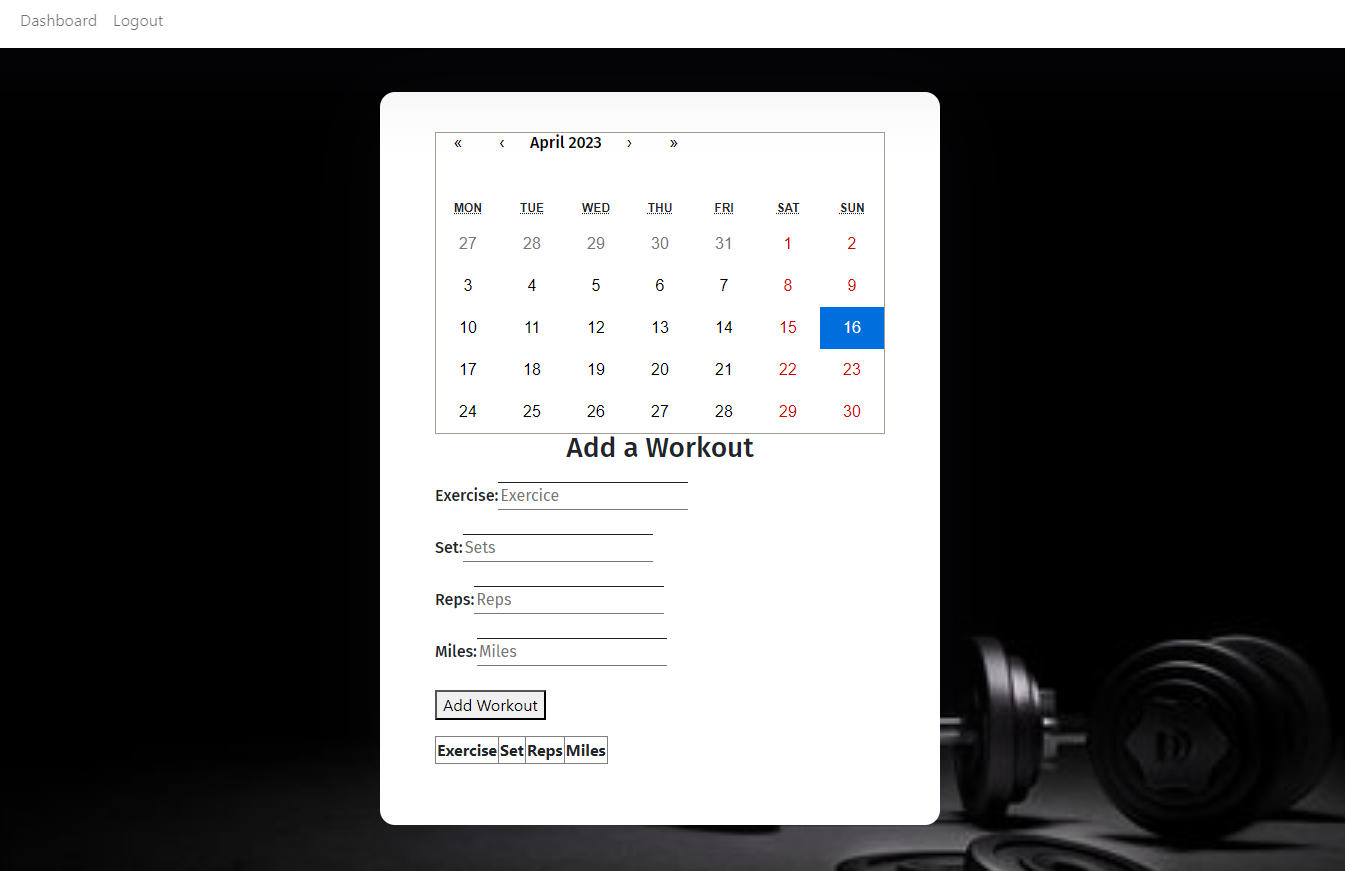 Dashboard Logout
« ‹ April 2023 › »
MON TUE WED THU FRI SAT SUN
27 28 29 30 31 1 2
3 4 5 6 7 8 9
10 11 12 13 14 15 16
17 18 19 20 21 22 23
24 25 26 27 28 29 30
Add a Workout
Exercise: Exercice
Set: Sets
Reps: Reps
Miles: Miles
Add Workout
Exercise Set Reps Miles